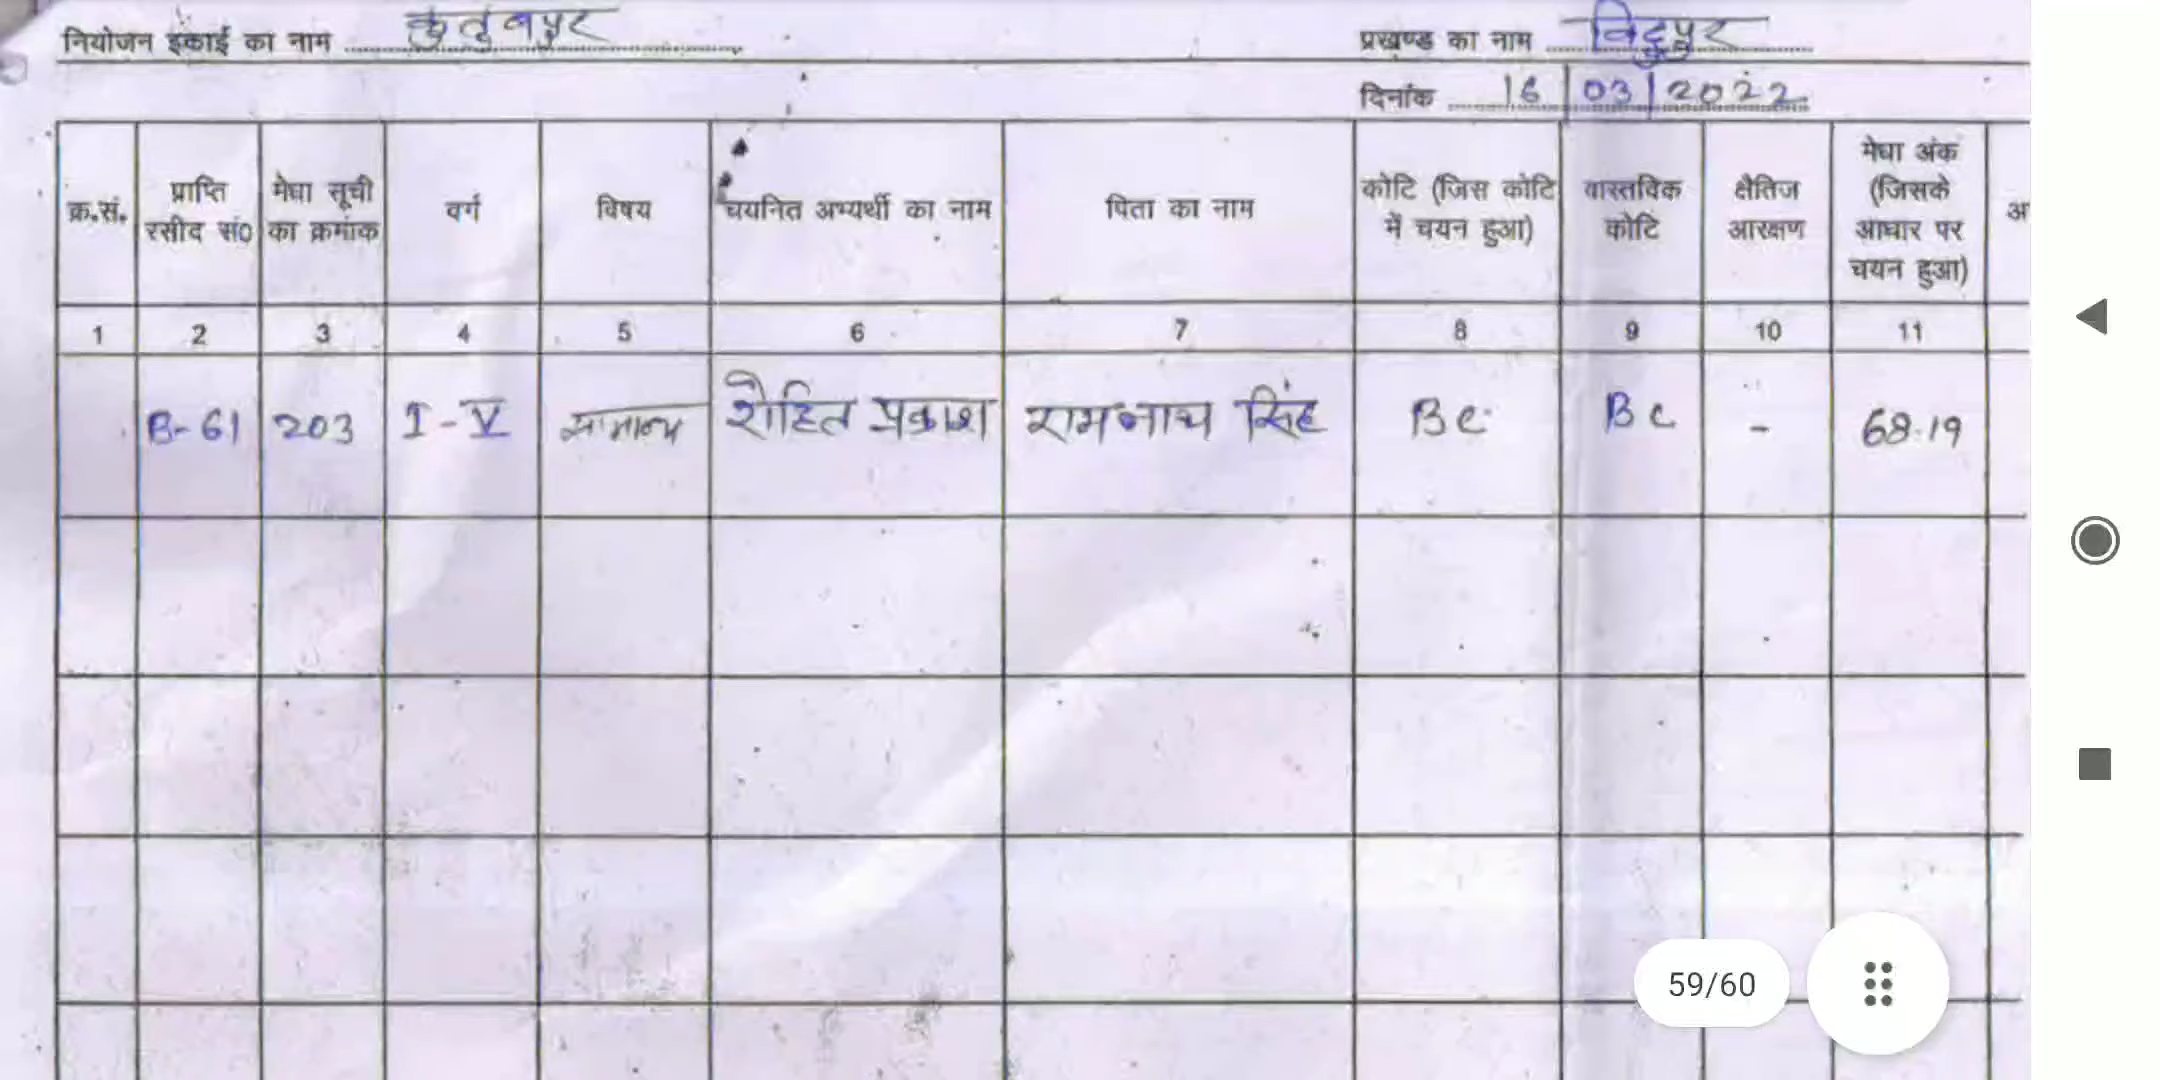 नियोजन इकाई का नाम कुतुबपुर प्रखण्ड का नाम बिदुपुर
दिनांक 16/03/2022
क्र.सं. प्राप्ति रसीद सं0 मेघा सूची का क्रमांक वर्ग विषय चयनित अभ्यर्थी का नाम पिता का नाम कोटि (जिस कोटि में चयन हुआ) वास्तविक कोटि क्षैतिज आरक्षण मेघा अंक (जिसके आधार पर चयन हुआ) अ
1 2 3 4 5 6 7 8 9 10 11
B-61 203 I-V सामान्य रोहित प्रकाश रामनाथ सिंह BC BC - 68.19
59/60